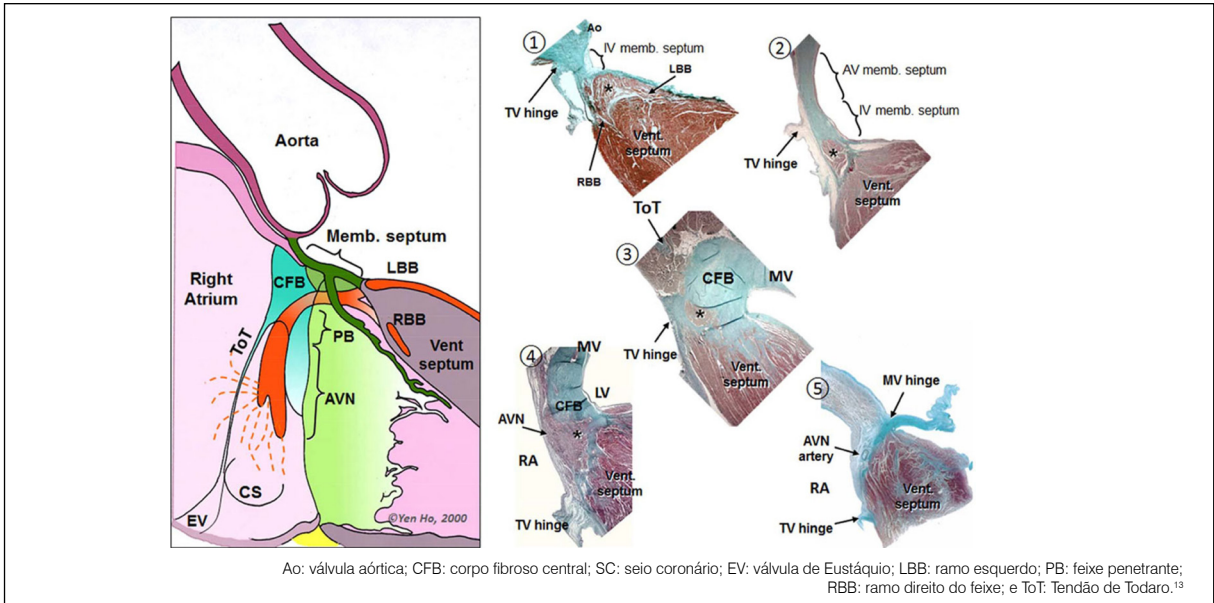 Aorta
Memb. septum
LBB
CFB
Right
Atrium
RBB
PB
Vent
septum
ToT
AVN
CS
EV
©Yen Ho, 2000
①
Ao
IV memb. septum
LBB
TV hinge
*
Vent.
septum
RBB
②
AV memb. septum
IV memb. septum
TV hinge
*
Vent.
septum
ToT
③
CFB
MV
*
TV hinge
Vent.
septum
④
MV
LV
CFB
AVN
*
RA
Vent.
septum
TV hinge
⑤
MV hinge
AVN
artery
RA
Vent.
septum
TV hinge
Ao: válvula aórtica; CFB: corpo fibroso central; SC: seio coronário; EV: válvula de Eustáquio; LBB: ramo esquerdo; PB: feixe penetrante;
RBB: ramo direito do feixe; e ToT: Tendão de Todaro.¹³